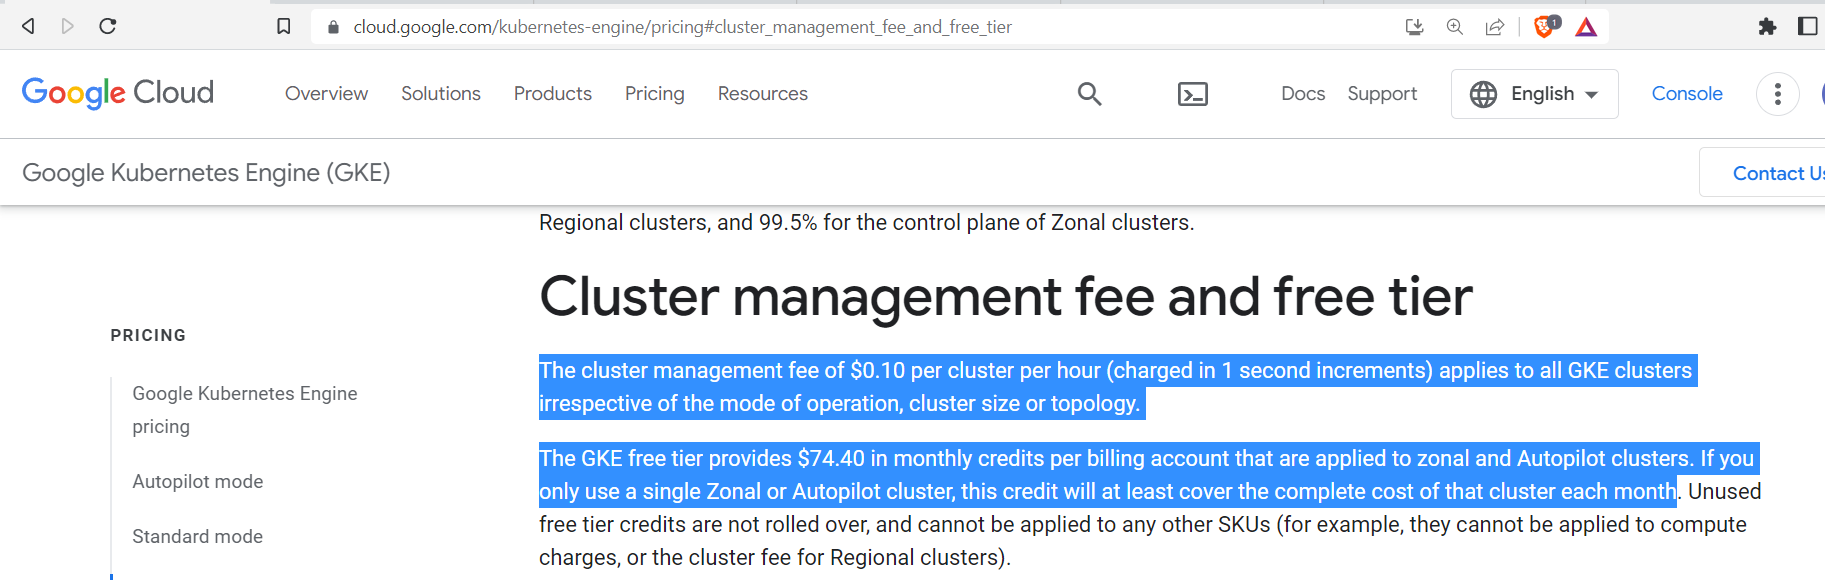 cloud.google.com/kubernetes-engine/pricing#cluster_management_fee_and_free_tier
1
Google Cloud Overview Solutions Products Pricing Resources Docs Support English Console
Google Kubernetes Engine (GKE)
Contact Us
Regional clusters, and 99.5% for the control plane of Zonal clusters.
Cluster management fee and free tier
PRICING
Google Kubernetes Engine
pricing
Autopilot mode
Standard mode
The cluster management fee of $0.10 per cluster per hour (charged in 1 second increments) applies to all GKE clusters
irrespective of the mode of operation, cluster size or topology.
The GKE free tier provides $74.40 in monthly credits per billing account that are applied to zonal and Autopilot clusters. If you
only use a single Zonal or Autopilot cluster, this credit will at least cover the complete cost of that cluster each month. Unused
free tier credits are not rolled over, and cannot be applied to any other SKUs (for example, they cannot be applied to compute
charges, or the cluster fee for Regional clusters).